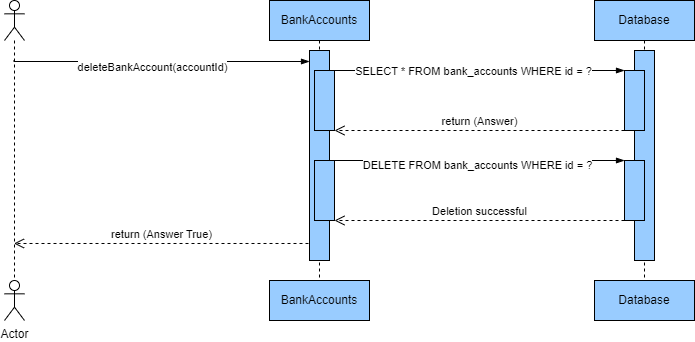 BankAccounts
Database
deleteBankAccount(accountId)
SELECT * FROM bank_accounts WHERE id = ?
return (Answer)
DELETE FROM bank_accounts WHERE id = ?
Deletion successful
return (Answer True)
BankAccounts
Database
Actor